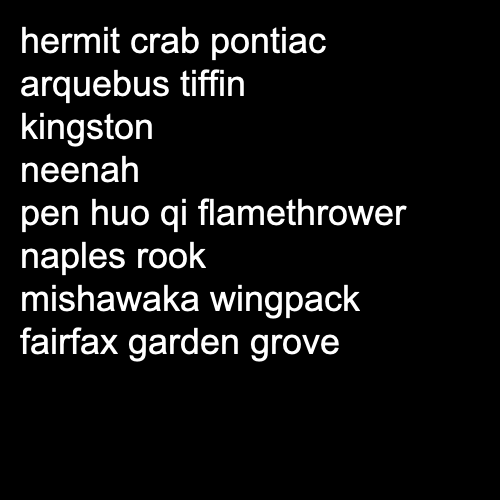 hermit crab pontiac
arquebus tiffin
kingston
neenah
pen huo qi flamethrower
naples rook
mishawaka wingpack
fairfax garden grove